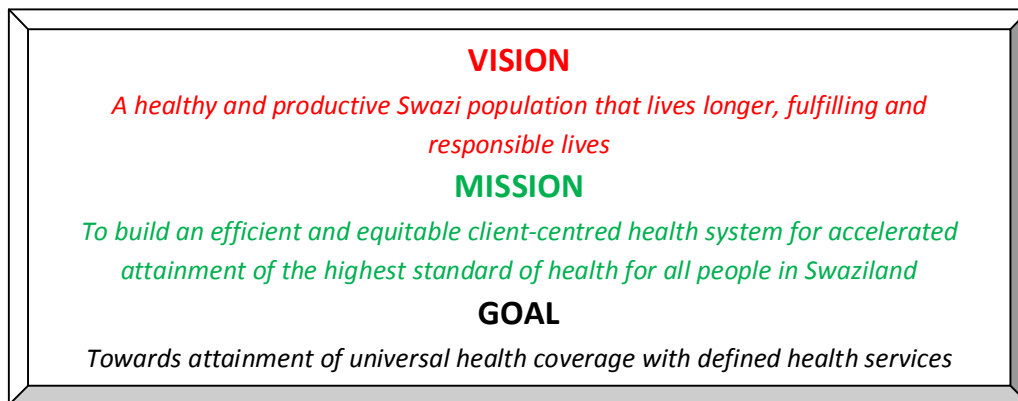 VISION
A healthy and productive Swazi population that lives longer, fulfilling and
responsible lives
MISSION
To build an efficient and equitable client-centred health system for accelerated
attainment of the highest standard of health for all people in Swaziland
GOAL
Towards attainment of universal health coverage with defined health services